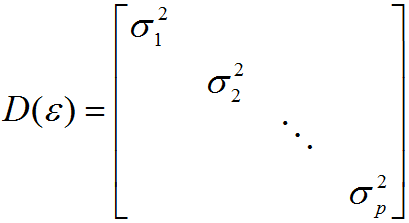 D(ε) = [ σ₁²
σ₂²
⋱
σₚ² ]